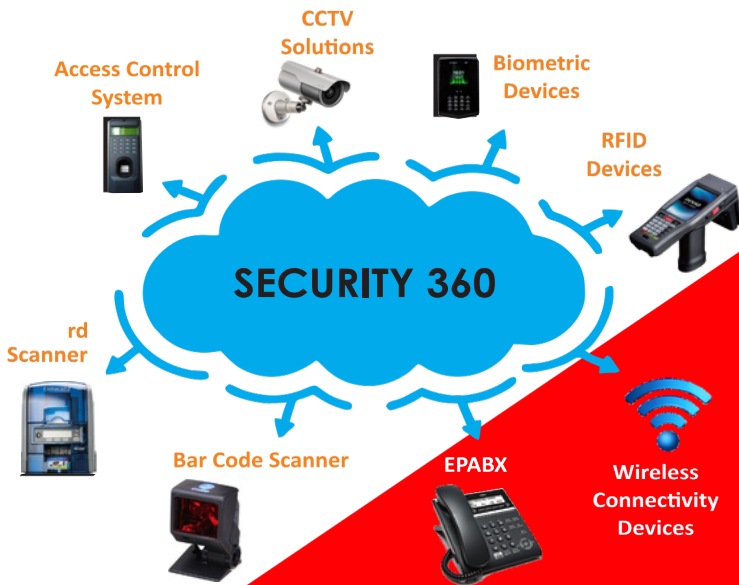 CCTV
Solutions
Access Control
System
Biometric
Devices
RFID
Devices
SECURITY 360
rd
Scanner
Bar Code Scanner
EPABX
Wireless
Connectivity
Devices